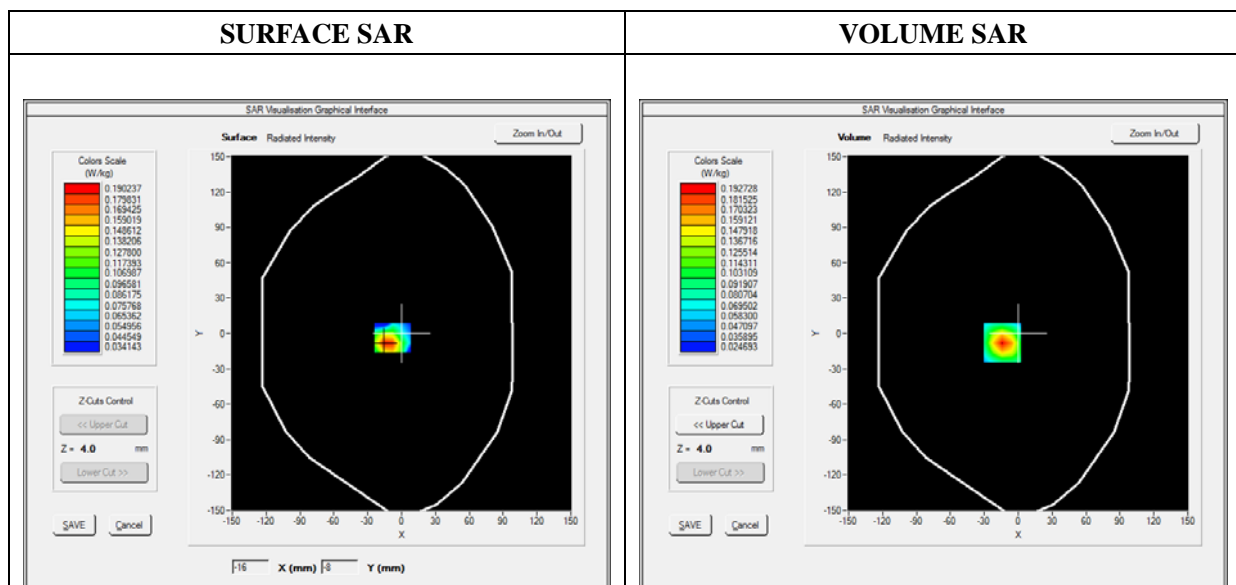 SURFACE SAR
VOLUME SAR
SAR Visualisation Graphical Interface
Surface Radiated Intensity
Zoom In/Out
Colors Scale
(W/kg)
0.190237
0.179831
0.169425
0.159019
0.148612
0.138206
0.127800
0.117393
0.106987
0.096581
0.086175
0.075768
0.065362
0.054956
0.044549
0.034143
Z-Cuts Control
<< Upper Cut
Z = 4.0 mm
Lower Cut >>
SAVE Cancel
150
120
90
60
30
0
-30
-60
-90
-120
-150
Y
-150 -120 -90 -60 -30 0 30 60 90 120 150
X
-16 X (mm) -8 Y (mm)
SAR Visualisation Graphical Interface
Volume Radiated Intensity
Zoom In/Out
Colors Scale
(W/kg)
0.192728
0.181525
0.170323
0.159121
0.147918
0.136716
0.125514
0.114311
0.103109
0.091907
0.080704
0.069502
0.058300
0.047097
0.035895
0.024693
Z-Cuts Control
<< Upper Cut
Z = 4.0 mm
Lower Cut >>
SAVE Cancel
150
120
90
60
30
0
-30
-60
-90
-120
-150
Y
-150 -120 -90 -60 -30 0 30 60 90 120 150
X